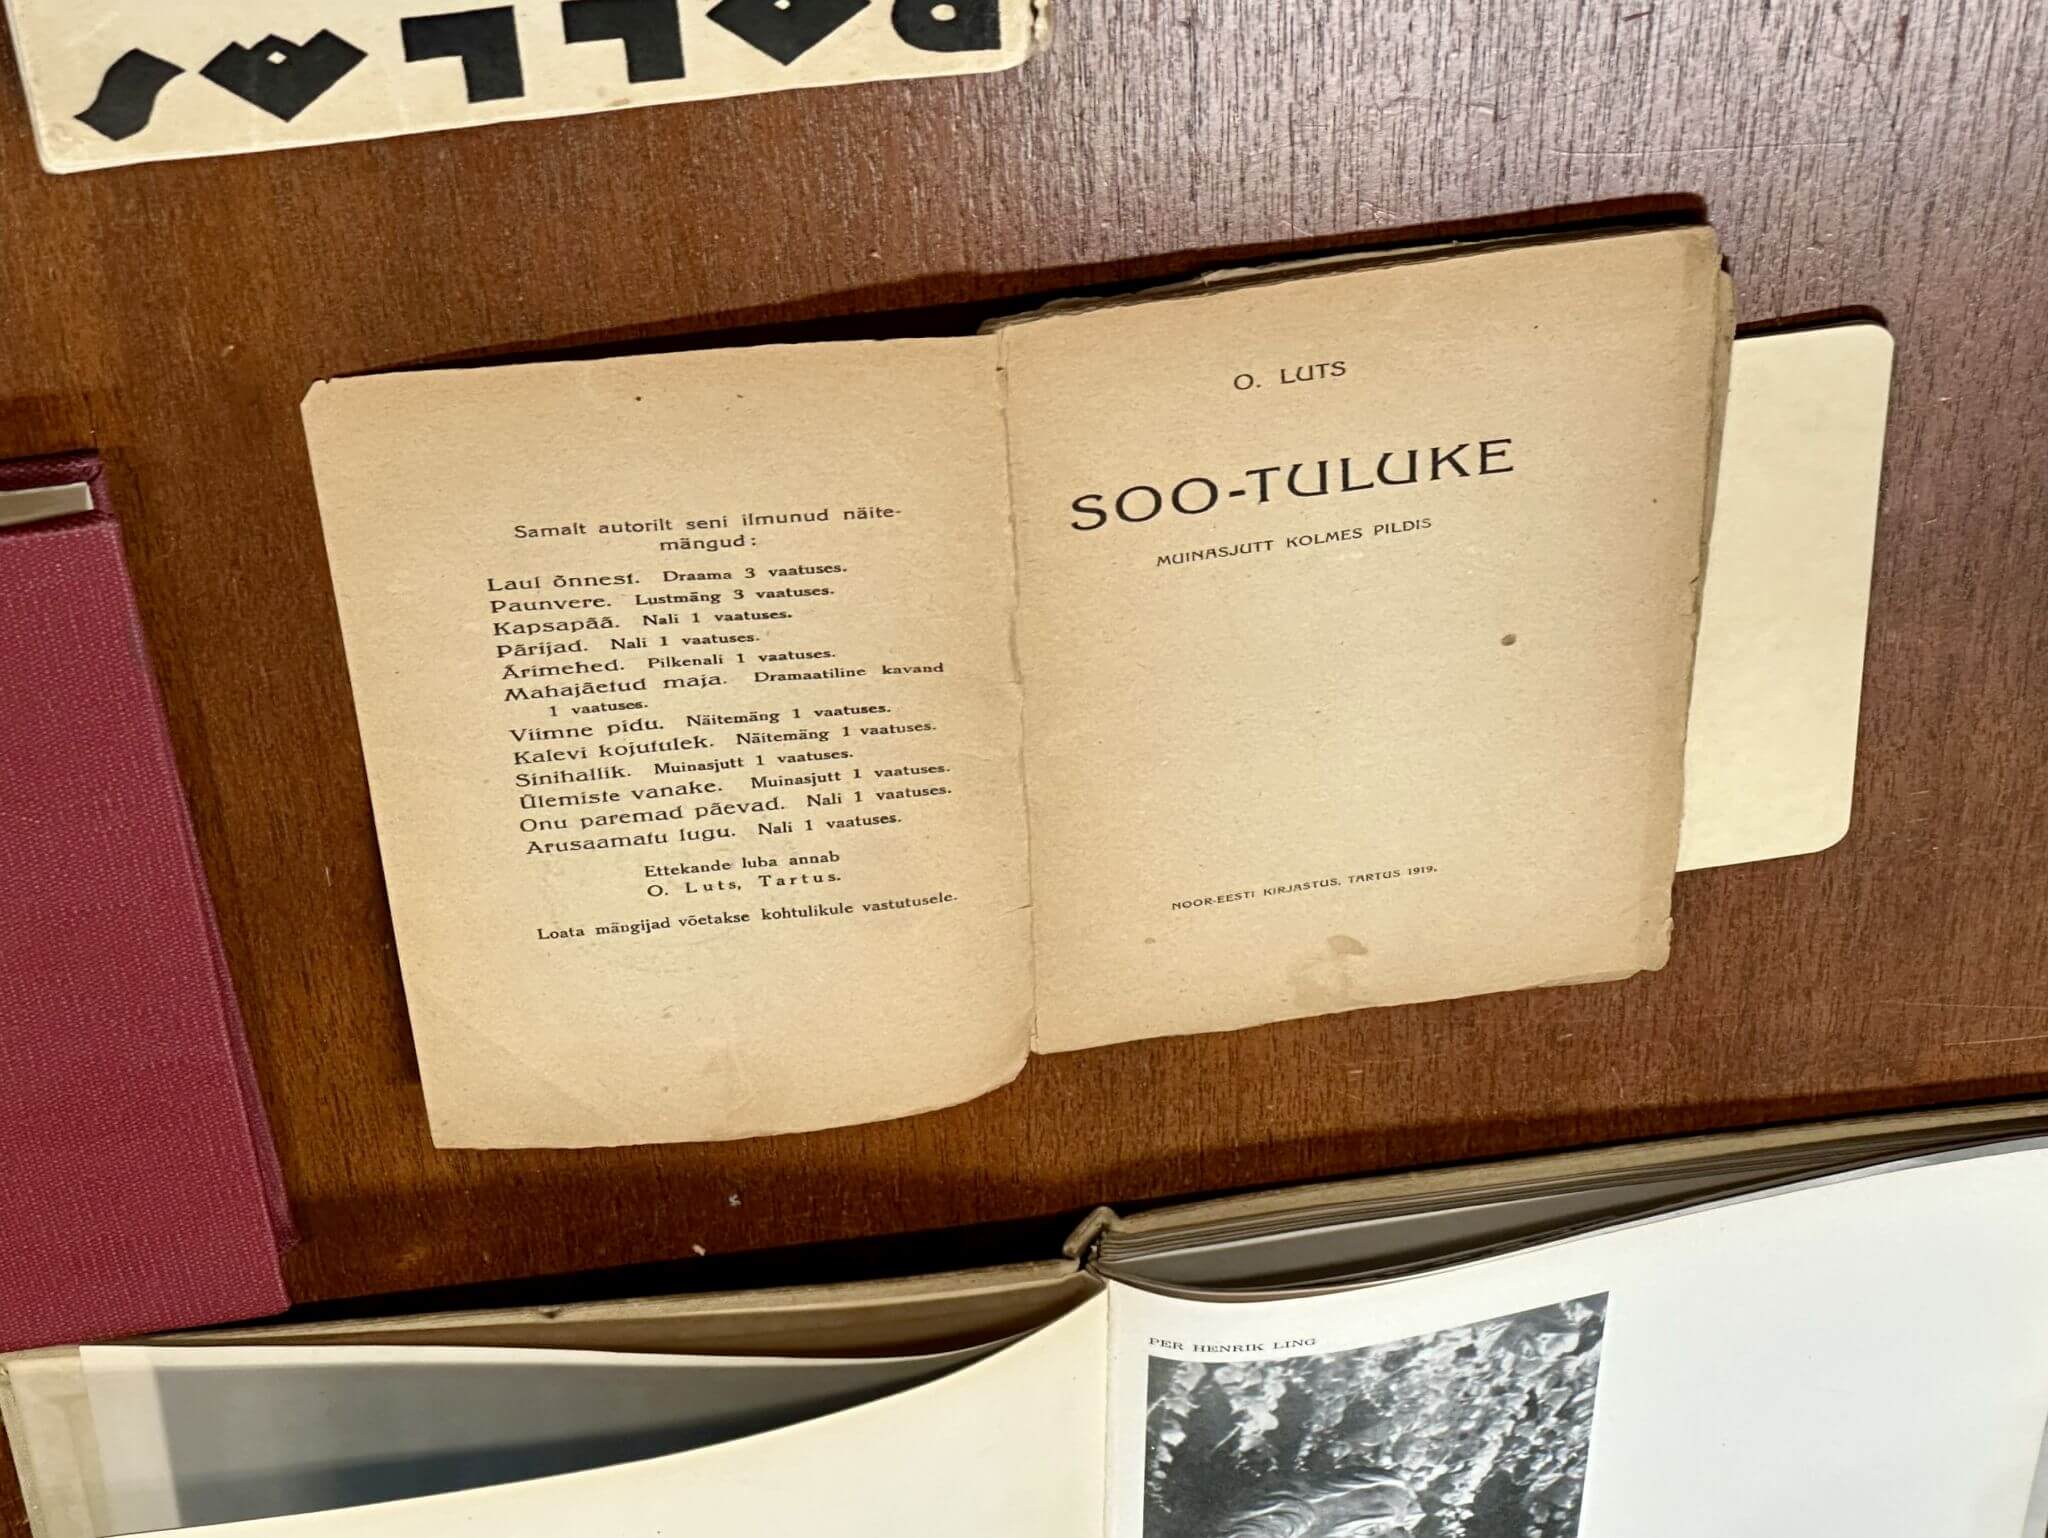 Samalt autorilt seni ilmunud näite-
mängud:
Laul õnnest. Draama 3 vaatuses.
Paunvere. Lustmäng 3 vaatuses.
Kapsapää. Nali 1 vaatuses.
Pärijad. Nali 1 vaatuses.
Ärimehed. Pilkenali 1 vaatuses.
Mahajäetud maja. Dramaatiline kavand
1 vaatuses.
Viimne pidu. Näitemäng 1 vaatuses.
Kalevi kojutulek. Näitemäng 1 vaatuses.
Sinihallik. Muinasjutt 1 vaatuses.
Ülemiste vanake. Muinasjutt 1 vaatuses.
Onu paremad päevad. Nali 1 vaatuses.
Arusaamatu lugu. Nali 1 vaatuses.
Ettekande luba annab
O. Luts, Tartus.
Loata mängijad võetakse kohtulikule vastutusele.
O. LUTS
SOO-TULUKE
MUINASJUTT KOLMES PILDIS
NOOR-EESTI KIRJASTUS, TARTUS 1919.
PER HENRIK LING